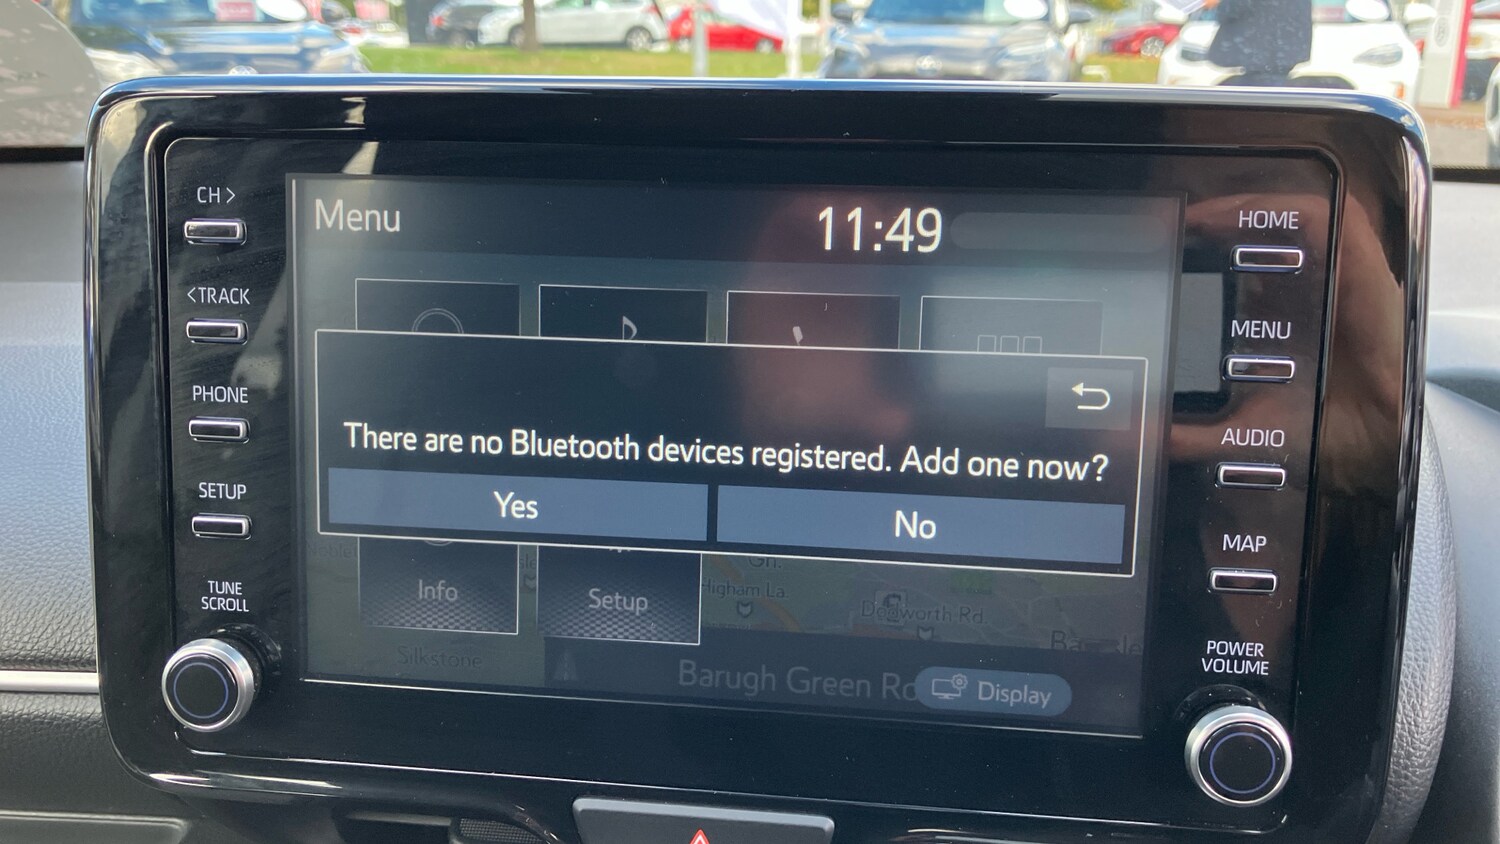 CH >
<TRACK
PHONE
SETUP
TUNE
SCROLL
Menu
11:49
There are no Bluetooth devices registered. Add one now?
Yes
No
Info
Setup
Higham La.
Dodworth Rd.
Silkstone
Barugh Green Ro
Display
HOME
MENU
AUDIO
MAP
POWER
VOLUME